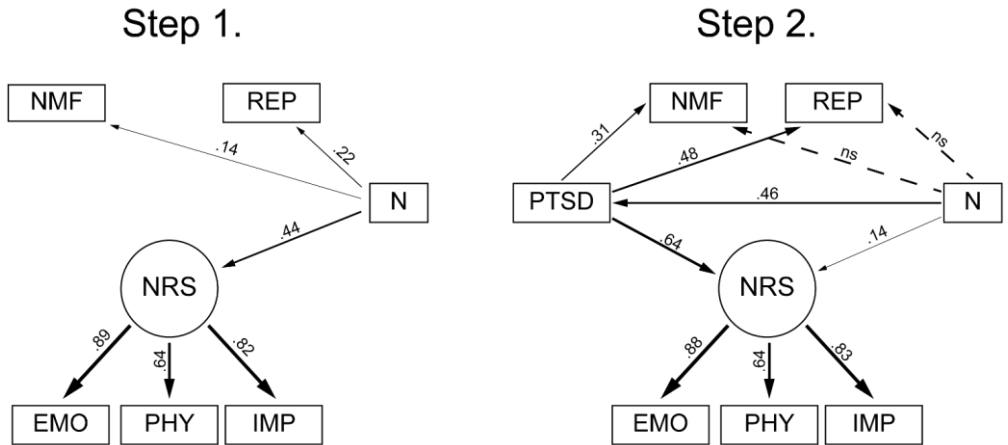 Step 1.
NMF
REP
.14
.22
N
.44
NRS
.89
.64
.82
EMO
PHY
IMP
Step 2.
NMF
REP
.31
.48
ns
ns
PTSD
.46
N
.64
.14
NRS
.88
.64
.83
EMO
PHY
IMP